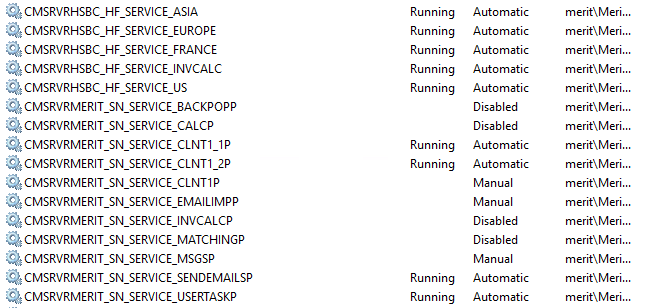 CMSRVRHSBC_HF_SERVICE_ASIA Running Automatic merit\Meri...
CMSRVRHSBC_HF_SERVICE_EUROPE Running Automatic merit\Meri...
CMSRVRHSBC_HF_SERVICE_FRANCE Running Automatic merit\Meri...
CMSRVRHSBC_HF_SERVICE_INVCALC Running Automatic merit\Meri...
CMSRVRHSBC_HF_SERVICE_US Running Automatic merit\Meri...
CMSRVRMERIT_SN_SERVICE_BACKPOPP Disabled merit\Meri...
CMSRVRMERIT_SN_SERVICE_CALCP Disabled merit\Meri...
CMSRVRMERIT_SN_SERVICE_CLNT1_1P Running Automatic merit\Meri...
CMSRVRMERIT_SN_SERVICE_CLNT1_2P Running Automatic merit\Meri...
CMSRVRMERIT_SN_SERVICE_CLNT1P Manual merit\Meri...
CMSRVRMERIT_SN_SERVICE_EMAILIMPP Manual merit\Meri...
CMSRVRMERIT_SN_SERVICE_INVCALCP Disabled merit\Meri...
CMSRVRMERIT_SN_SERVICE_MATCHINGP Disabled merit\Meri...
CMSRVRMERIT_SN_SERVICE_MSGSP Manual merit\Meri...
CMSRVRMERIT_SN_SERVICE_SENDEMAILSP Running Automatic merit\Meri...
CMSRVRMERIT_SN_SERVICE_USERTASKP Running Automatic merit\Meri...